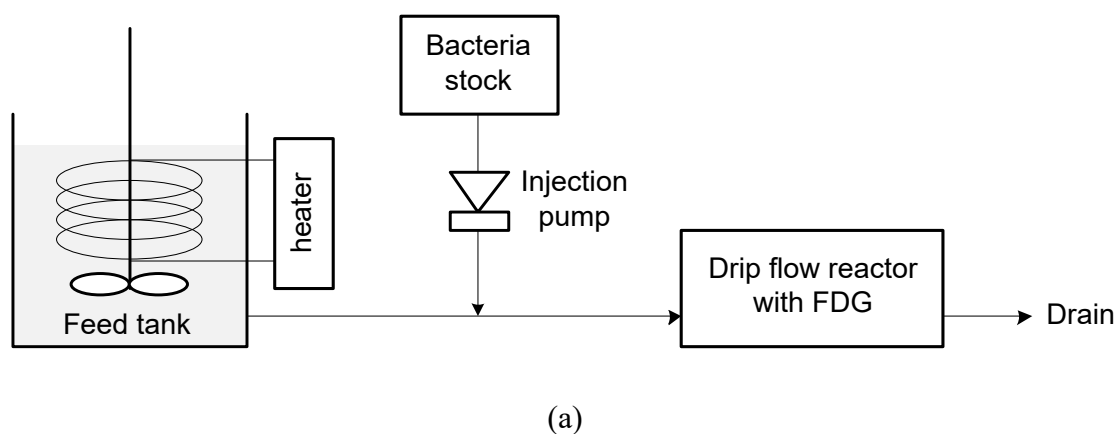 Bacteria
stock
Injection
pump
heater
Feed tank
Drip flow reactor
with FDG
Drain
(a)